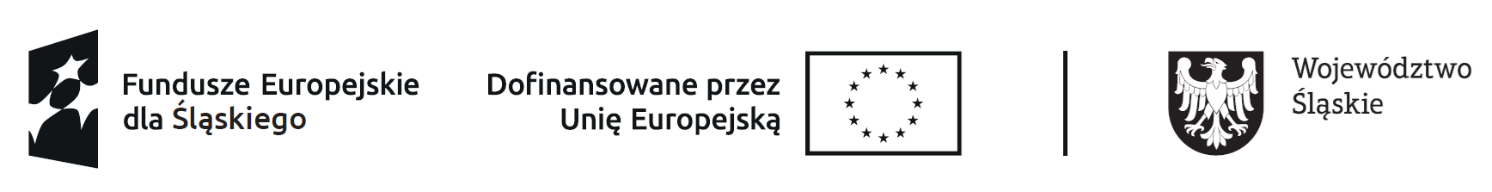 Fundusze Europejskie
dla Śląskiego
Dofinansowane przez
Unię Europejską
Województwo
Śląskie